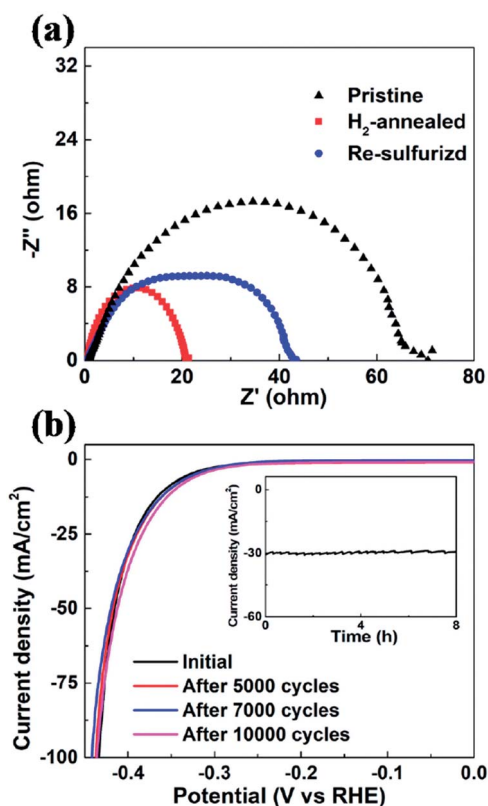 (a)
32
24
16
8
0
-Z'' (ohm)
Pristine
H₂-annealed
Re-sulfurizd
0 20 40 60 80
Z' (ohm)
(b)
0
-25
-50
-75
-100
Current density (mA/cm²)
0
-30
-60
Current density (mA/cm²)
0 4 8
Time (h)
Initial
After 5000 cycles
After 7000 cycles
After 10000 cycles
-0.4 -0.3 -0.2 -0.1 0.0
Potential (V vs RHE)